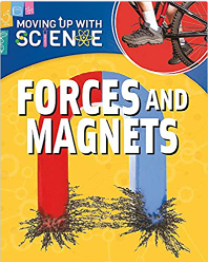 MOVING UP WITH
SCIENCE
FORCES AND
MAGNETS